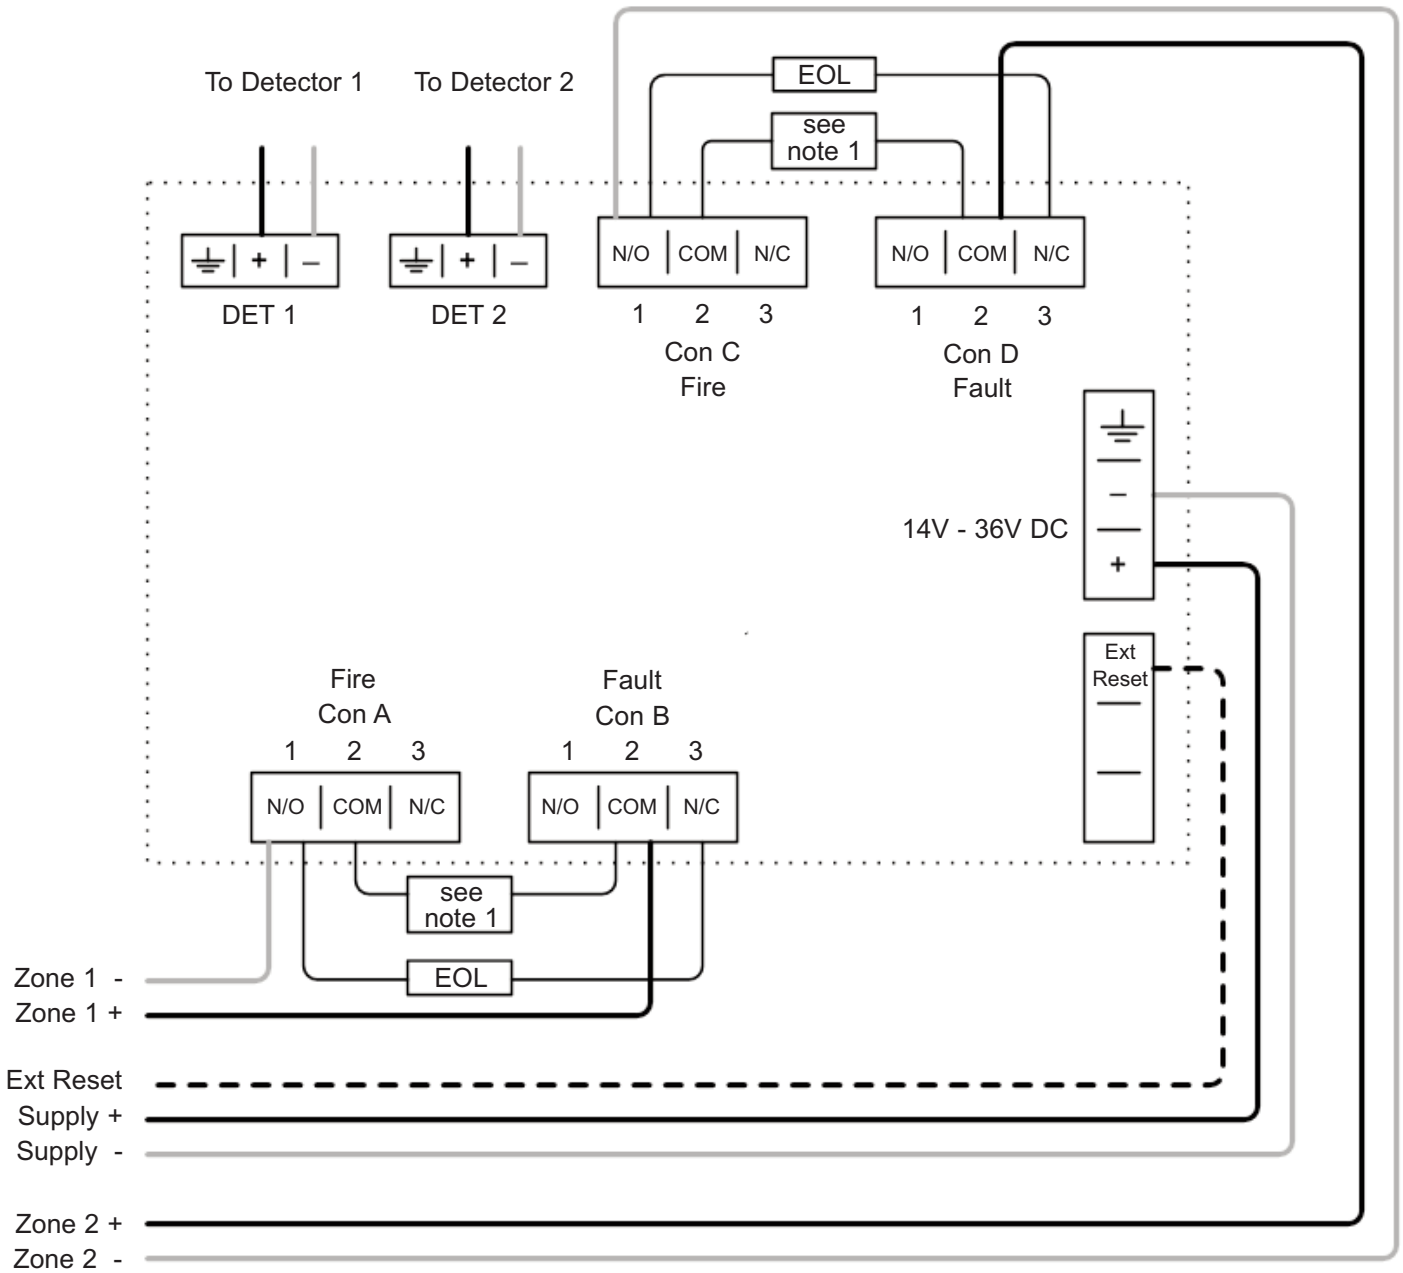 EOL
To Detector 1
To Detector 2
see
note 1
+
–
+
–
N/O
COM
N/C
N/O
COM
N/C
DET 1
DET 2
1 2 3
1 2 3
Con C
Fire
Con D
Fault
–
14V - 36V DC
+
Ext
Reset
Fire
Con A
Fault
Con B
1 2 3
1 2 3
N/O
COM
N/C
N/O
COM
N/C
see
note 1
EOL
Zone 1 -
Zone 1 +
Ext Reset
Supply +
Supply -
Zone 2 +
Zone 2 -